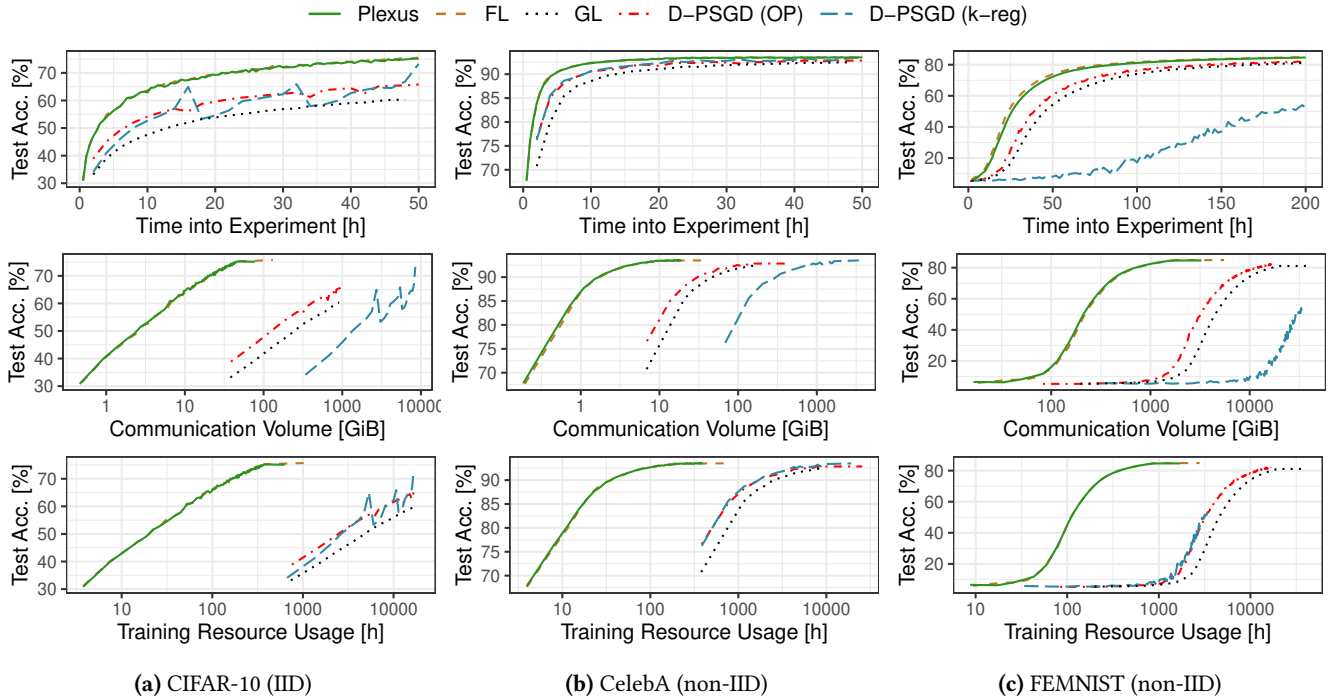 Plexus FL GL D−PSGD (OP) D−PSGD (k−reg)
Test Acc. [%]
70
60
50
40
30
0 10 20 30 40 50
Time into Experiment [h]
Test Acc. [%]
90
85
80
75
70
0 10 20 30 40 50
Time into Experiment [h]
Test Acc. [%]
80
60
40
20
0 50 100 150 200
Time into Experiment [h]
Test Acc. [%]
70
60
50
40
30
1 10 100 1000 10000
Communication Volume [GiB]
Test Acc. [%]
90
85
80
75
70
1 10 100 1000
Communication Volume [GiB]
Test Acc. [%]
80
60
40
20
100 1000 10000
Communication Volume [GiB]
Test Acc. [%]
70
60
50
40
30
10 100 1000 10000
Training Resource Usage [h]
Test Acc. [%]
90
85
80
75
70
10 100 1000 10000
Training Resource Usage [h]
Test Acc. [%]
80
60
40
20
10 100 1000 10000
Training Resource Usage [h]
(a) CIFAR-10 (IID)
(b) CelebA (non-IID)
(c) FEMNIST (non-IID)